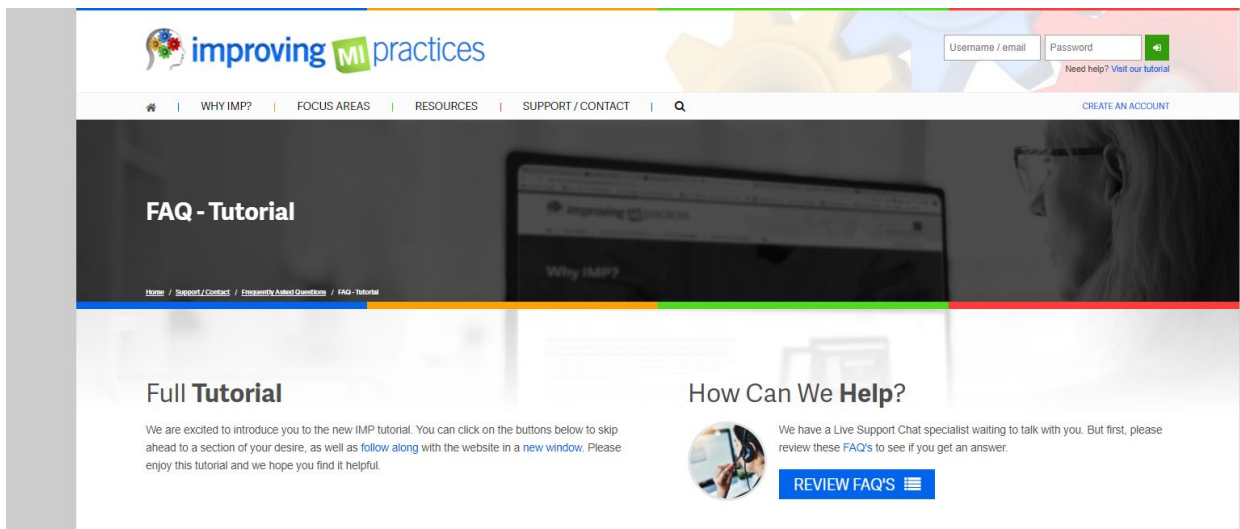 improving MI practices
Username / email
Password
Need help? Visit our tutorial
WHY IMP?
FOCUS AREAS
RESOURCES
SUPPORT / CONTACT
CREATE AN ACCOUNT
improving MI practices
Why IMP?
FAQ - Tutorial
Home / Support / Contact / Frequently Asked Questions / FAQ - Tutorial
Full Tutorial
We are excited to introduce you to the new IMP tutorial. You can click on the buttons below to skip
ahead to a section of your desire, as well as follow along with the website in a new window. Please
enjoy this tutorial and we hope you find it helpful.
How Can We Help?
We have a Live Support Chat specialist waiting to talk with you. But first, please
review these FAQ's to see if you get an answer.
REVIEW FAQ'S